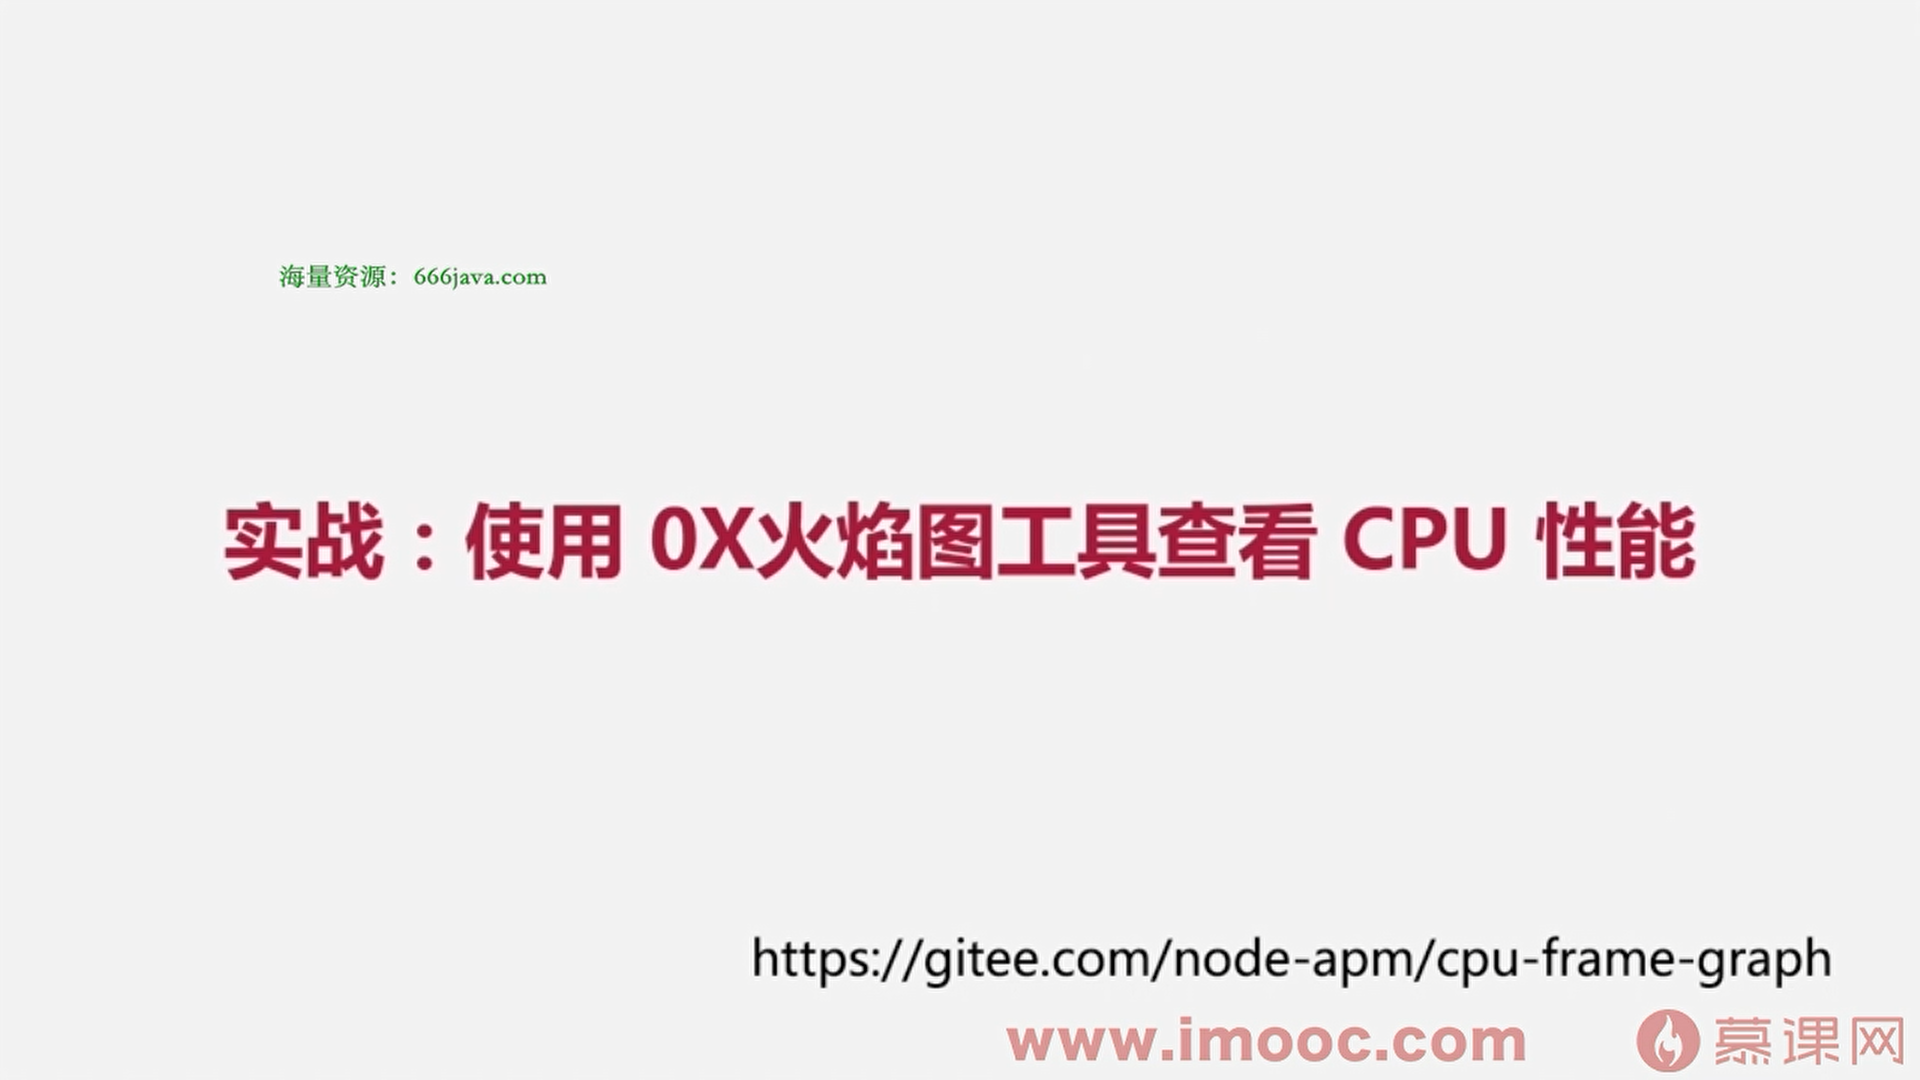 海量资源：666java.com
实战：使用 0X火焰图工具查看 CPU 性能
https://gitee.com/node-apm/cpu-frame-graph
www.imooc.com
慕课网